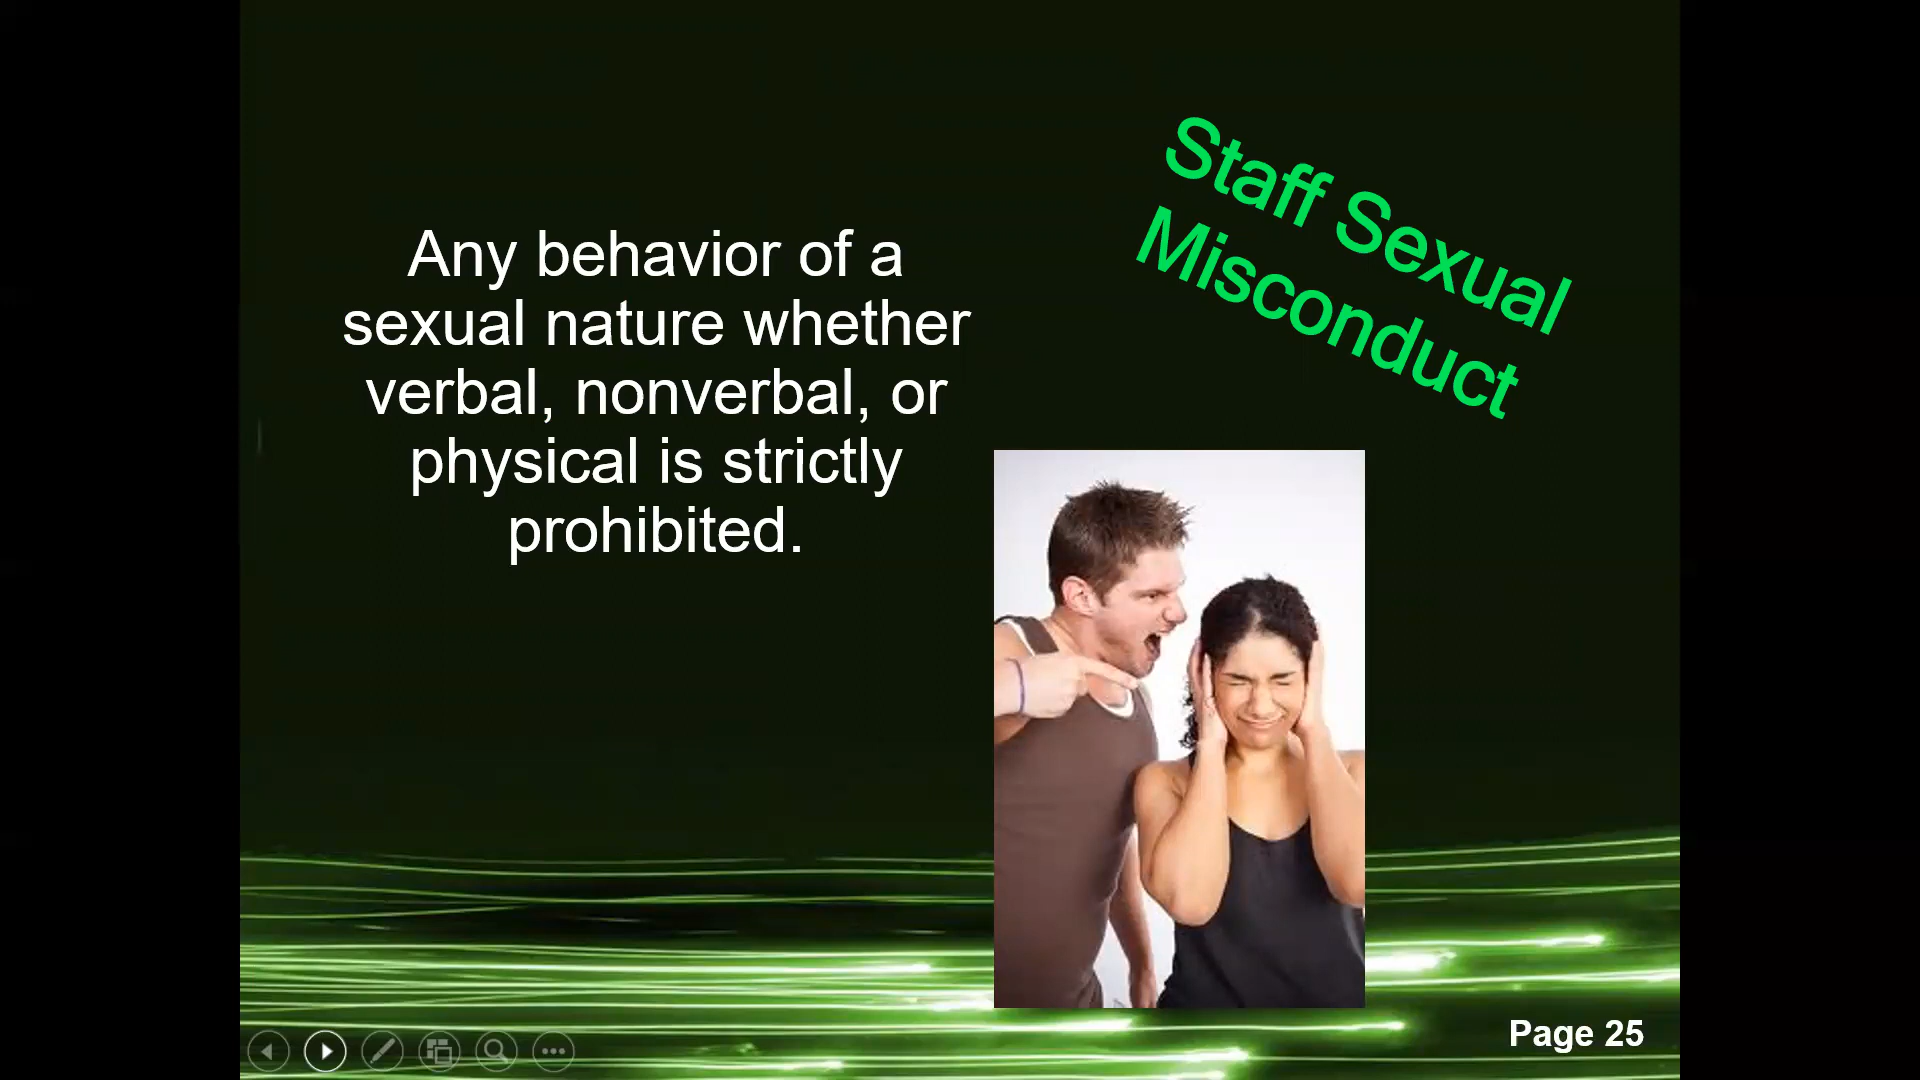 Staff Sexual
Misconduct
Any behavior of a
sexual nature whether
verbal, nonverbal, or
physical is strictly
prohibited.
Page 25